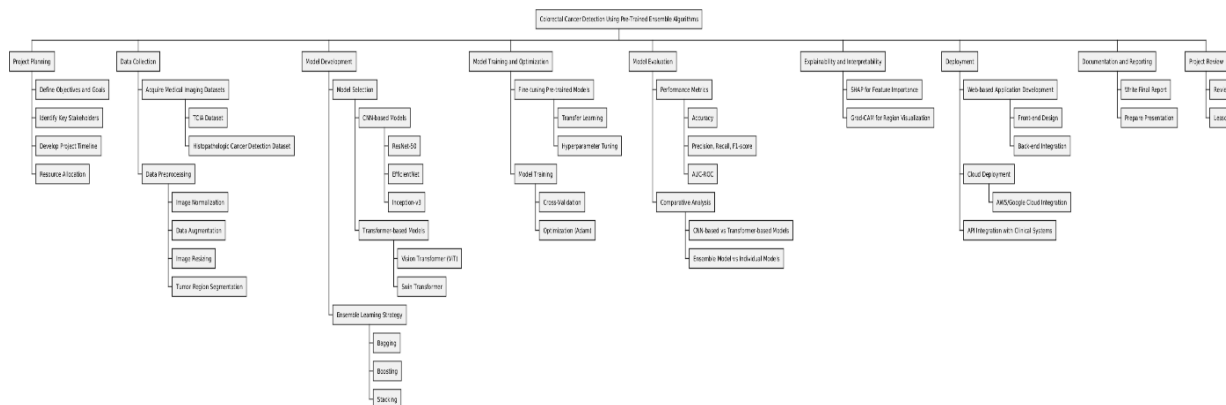 Colorectal Cancer Detection Using Pre-Trained Ensemble Algorithms
Project Planning
Define Objectives and Goals
Identify Key Stakeholders
Develop Project Timeline
Resource Allocation
Data Collection
Acquire Medical Imaging Datasets
TCIA Dataset
Histopathologic Cancer Detection Dataset
Data Preprocessing
Image Normalization
Data Augmentation
Image Resizing
Tumor Region Segmentation
Model Development
Model Selection
CNN-based Models
ResNet-50
EfficientNet
Inception-v3
Transformer-based Models
Vision Transformer (ViT)
Swin Transformer
Ensemble Learning Strategy
Bagging
Boosting
Stacking
Model Training and Optimization
Fine-tuning Pre-trained Models
Transfer Learning
Hyperparameter Tuning
Model Training
Cross-Validation
Optimization (Adam)
Model Evaluation
Performance Metrics
Accuracy
Precision, Recall, F1-score
AUC-ROC
Comparative Analysis
CNN-based vs Transformer-based Models
Ensemble Model vs Individual Models
Explainability and Interpretability
SHAP for Feature Importance
Grad-CAM for Region Visualization
Deployment
Web-based Application Development
Front-end Design
Back-end Integration
Cloud Deployment
AWS/Google Cloud Integration
API Integration with Clinical Systems
Documentation and Reporting
Write Final Report
Prepare Presentation
Project Review